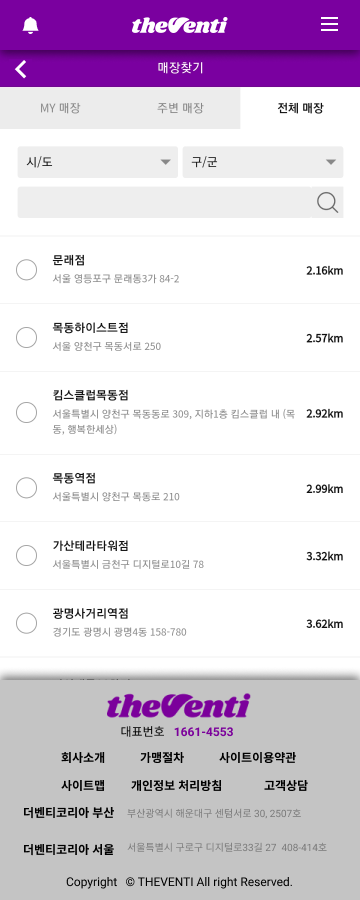 theVenti
매장찾기
MY 매장
주변 매장
전체 매장
시/도
구/군
문래점
서울 영등포구 문래동3가 84-2
2.16km
목동하이스트점
서울 양천구 목동서로 250
2.57km
킴스클럽목동점
서울특별시 양천구 목동동로 309, 지하1층 킴스클럽 내 (목
동, 행복한세상)
2.92km
목동역점
서울특별시 양천구 목동로 210
2.99km
가산테라타워점
서울특별시 금천구 디지털로10길 78
3.32km
광명사거리역점
경기도 광명시 광명4동 158-780
3.62km
theVenti
대표번호 1661-4553
회사소개 가맹절차 사이트이용약관
사이트맵 개인정보 처리방침 고객상담
더벤티코리아 부산 부산광역시 해운대구 센텀서로 30, 2507호
더벤티코리아 서울 서울특별시 구로구 디지털로33길 27 408-414호
Copyright © THEVENTI All right Reserved.